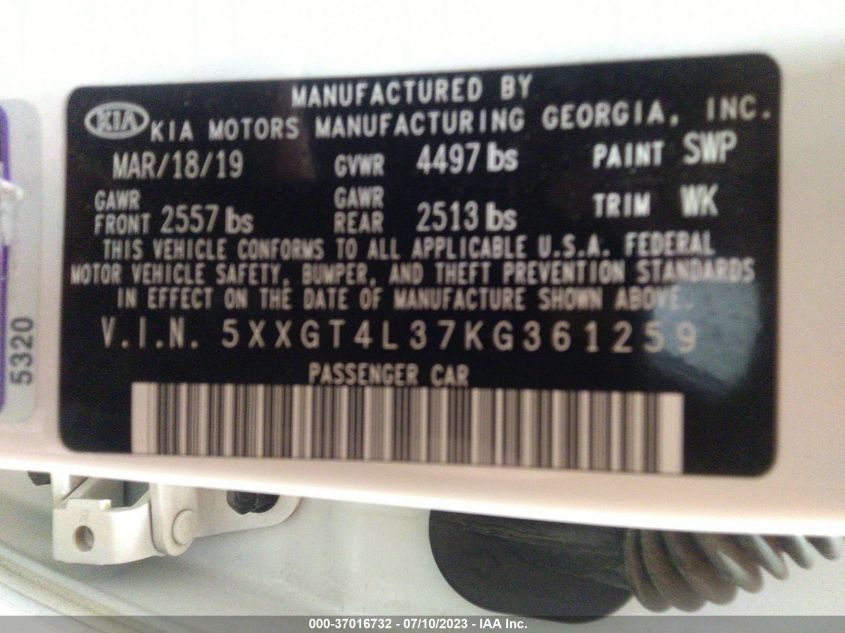 MANUFACTURED BY
KIA KIA MOTORS MANUFACTURING GEORGIA, INC.
MAR/18/19 GVWR 4497 lbs PAINT SWP
GAWR FRONT 2557 lbs GAWR REAR 2513 lbs TRIM WK
THIS VEHICLE CONFORMS TO ALL APPLICABLE U.S.A. FEDERAL
MOTOR VEHICLE SAFETY, BUMPER, AND THEFT PREVENTION STANDARDS
IN EFFECT ON THE DATE OF MANUFACTURE SHOWN ABOVE.
V.I.N. 5XXGT4L37KG361259
PASSENGER CAR
5320
000-37016732 - 07/10/2023 - IAA Inc.